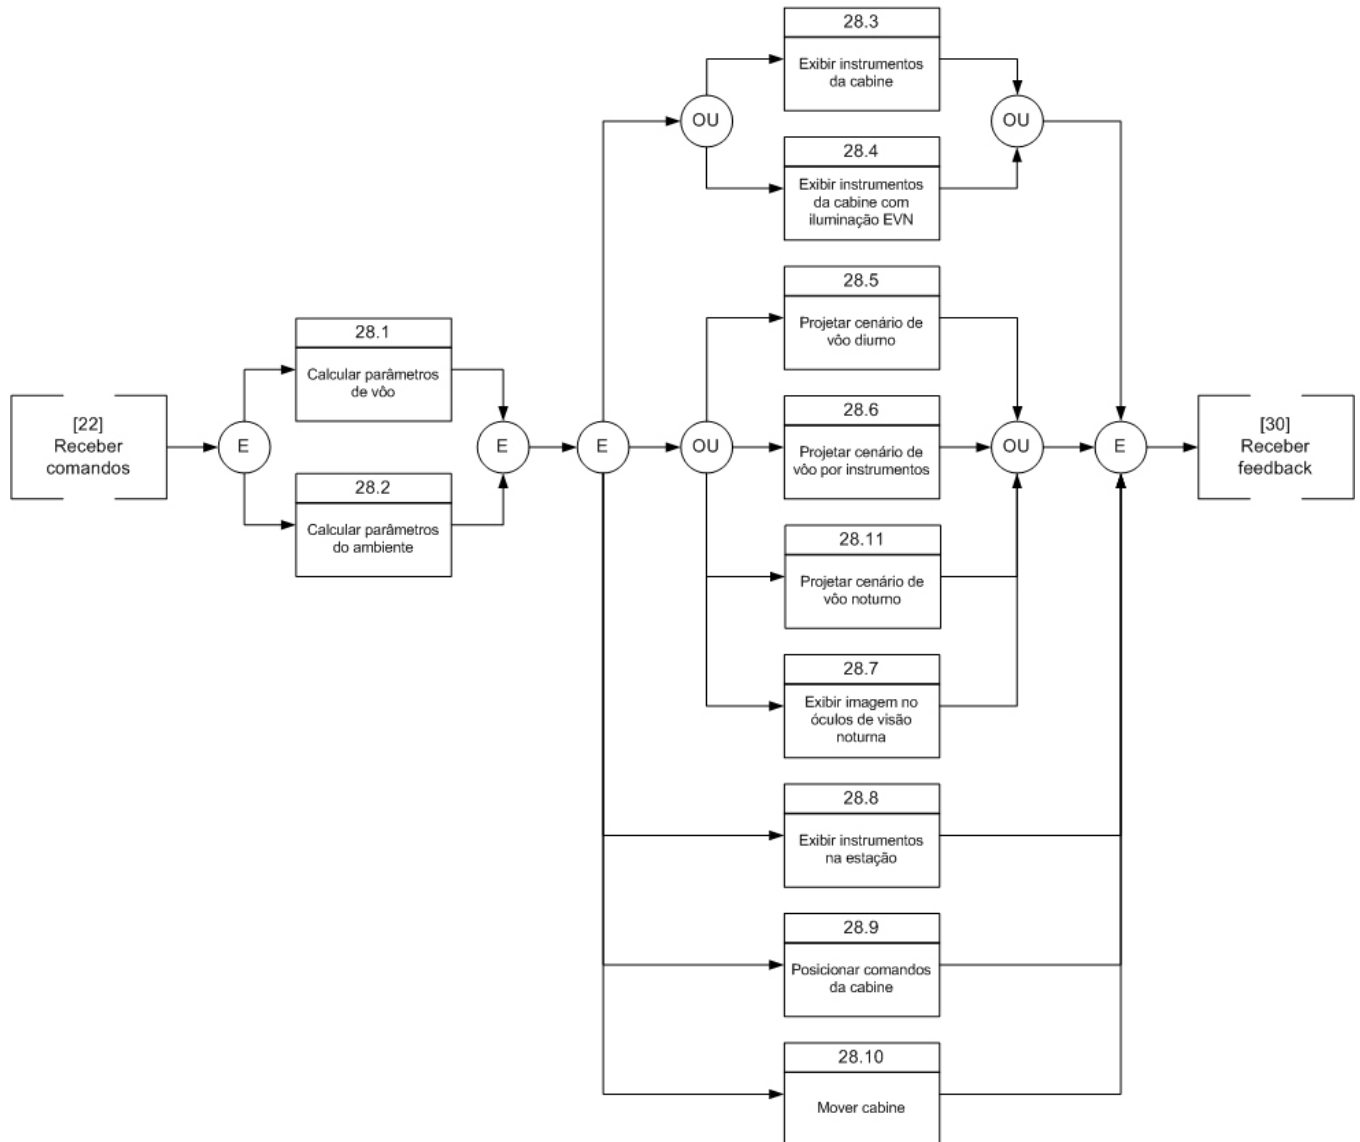 28.3
Exibir instrumentos
da cabine
OU
OU
28.4
Exibir instrumentos
da cabine com
iluminação EVN
28.5
Projetar cenário de
vôo diurno
28.1
Calcular parâmetros
de vôo
[22]
Receber
comandos
E
E
E
OU
28.6
Projetar cenário de
vôo por instrumentos
OU
E
[30]
Receber
feedback
28.2
Calcular parâmetros
do ambiente
28.11
Projetar cenário de
vôo noturno
28.7
Exibir imagem no
óculos de visão
noturna
28.8
Exibir instrumentos
na estação
28.9
Posicionar comandos
da cabine
28.10
Mover cabine